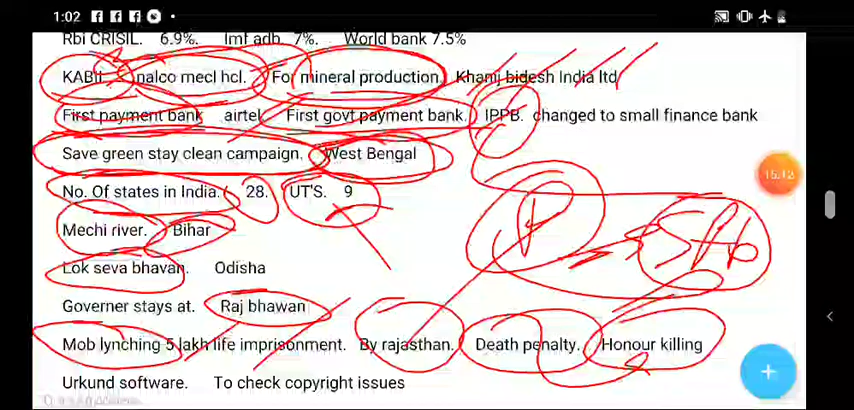 1:02
Rbi CRISIL. 6.9%. Imf adb. 7%. World bank 7.5%
KABIl nalco mecl hcl. For mineral production. Khanij bidesh India ltd
15:12
First payment bank airtel First govt payment bank. IPPB. changed to small finance bank
Save green stay clean campaign. West Bengal
No. Of states in India. 28. UT'S. 9
Mechi river. Bihar
Lok seva bhavan. Odisha
Governer stays at. Raj bhawan
Mob lynching 5 lakh life imprisonment. By rajasthan. Death penalty. Honour killing
Urkund software. To check copyright issues